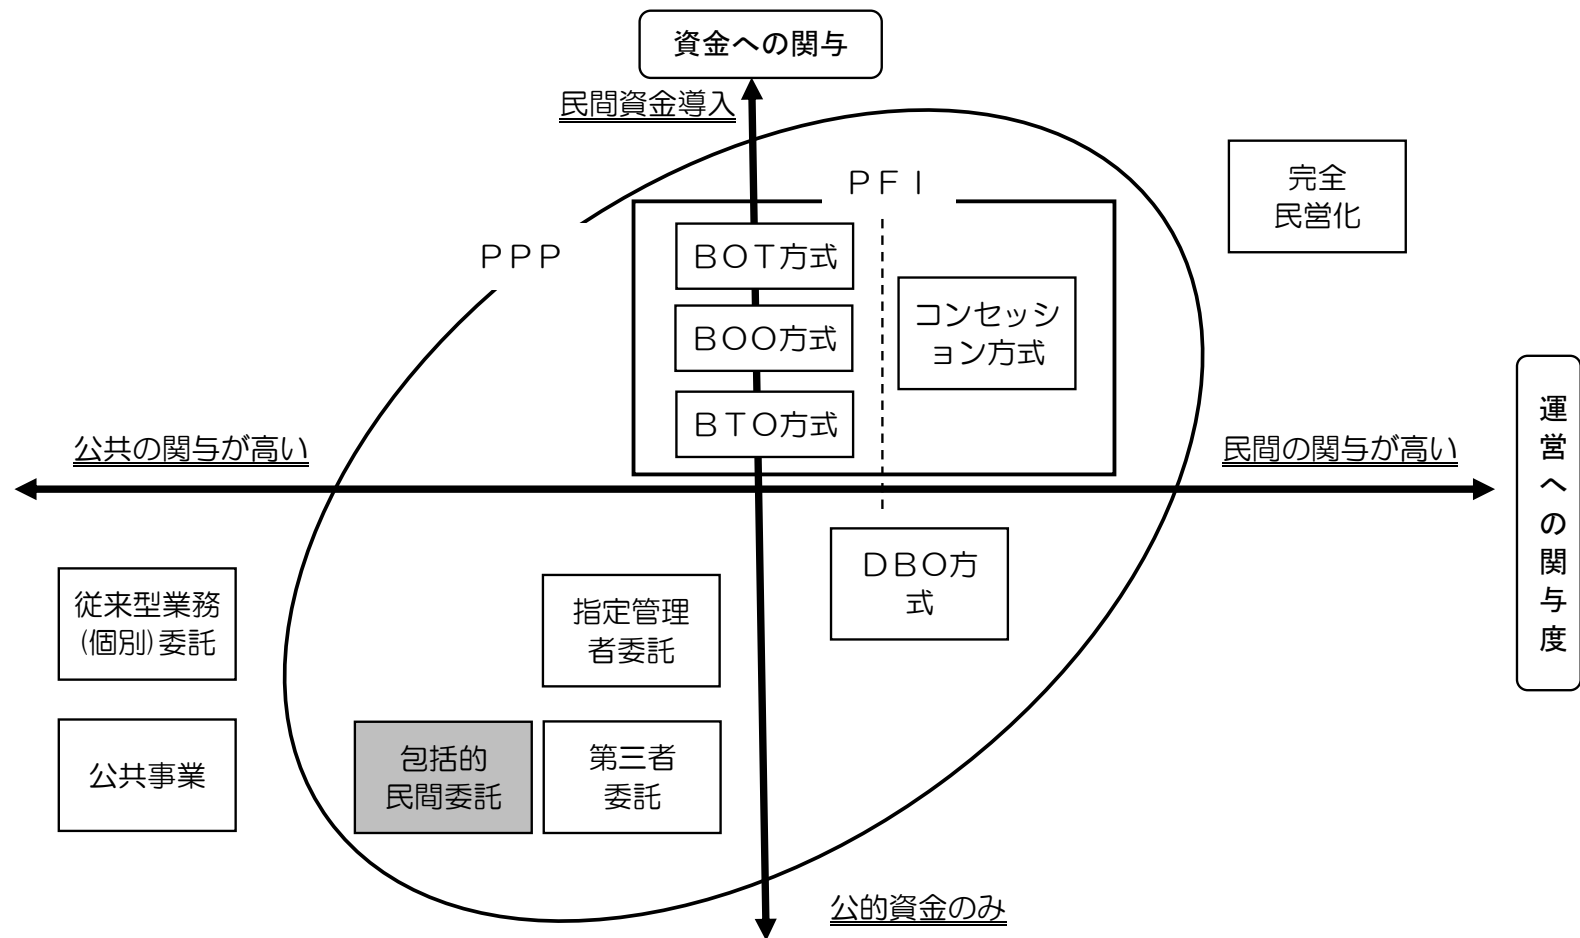 資金への関与
民間資金導入
ＰＦＩ
完全
民営化
ＰＰＰ
ＢＯＴ方式
コンセッシ
ョン方式
ＢＯＯ方式
ＢＴＯ方式
公共の関与が高い
民間の関与が高い
運営への関与度
ＤＢＯ方
式
従来型業務
(個別)委託
指定管理
者委託
公共事業
包括的
民間委託
第三者
委託
公的資金のみ